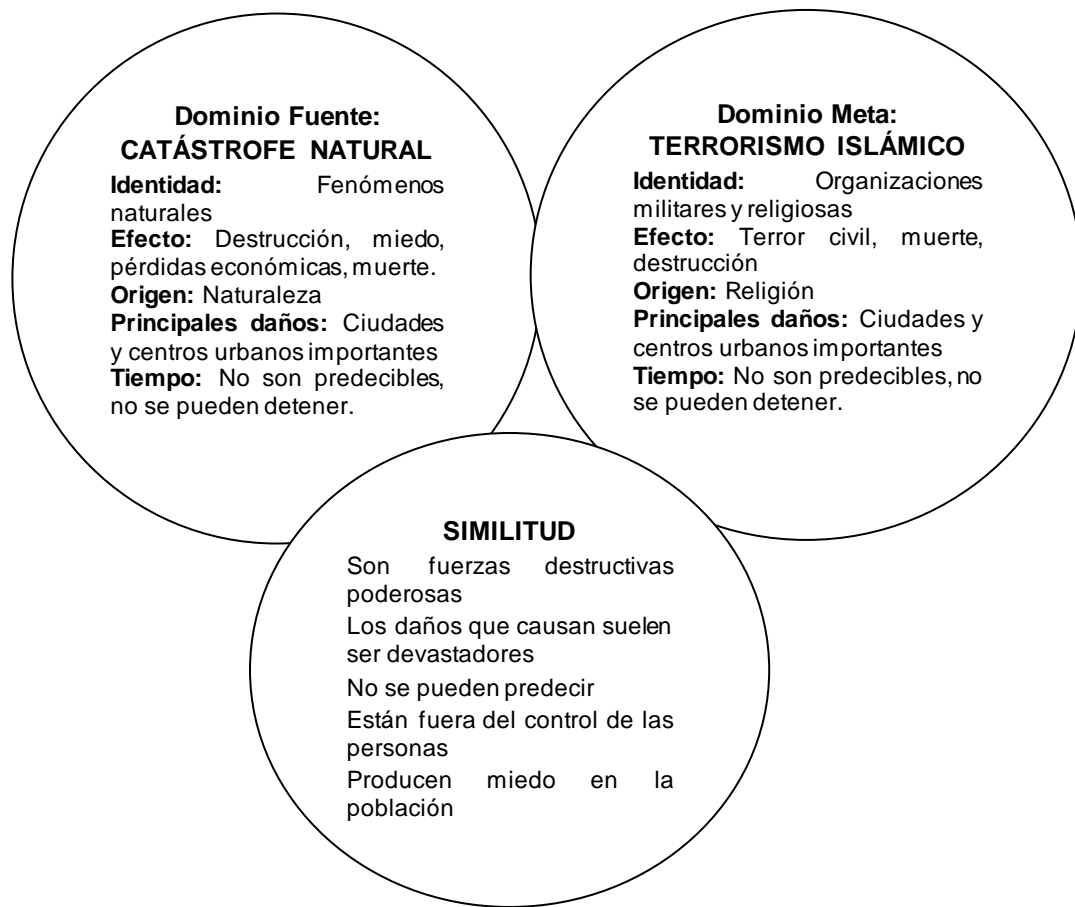 Dominio Fuente:
CATÁSTROFE NATURAL
Identidad: Fenómenos
naturales
Efecto: Destrucción, miedo,
pérdidas económicas, muerte.
Origen: Naturaleza
Principales daños: Ciudades
y centros urbanos importantes
Tiempo: No son predecibles,
no se pueden detener.
Dominio Meta:
TERRORISMO ISLÁMICO
Identidad: Organizaciones
militares y religiosas
Efecto: Terror civil, muerte,
destrucción
Origen: Religión
Principales daños: Ciudades y
centros urbanos importantes
Tiempo: No son predecibles, no
se pueden detener.
SIMILITUD
Son fuerzas destructivas
poderosas
Los daños que causan suelen
ser devastadores
No se pueden predecir
Están fuera del control de las
personas
Producen miedo en la
población